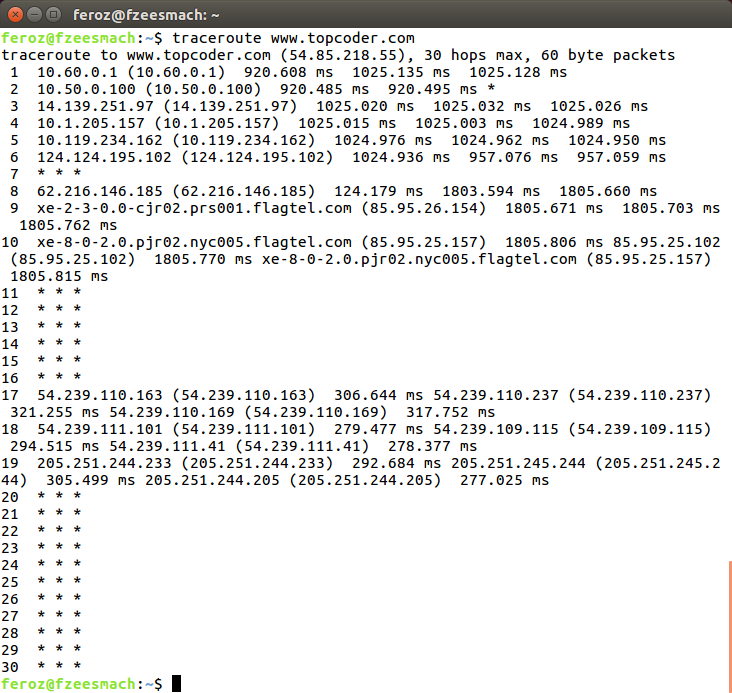 feroz@fzeesmach: ~
feroz@fzeesmach:~$ traceroute www.topcoder.com
traceroute to www.topcoder.com (54.85.218.55), 30 hops max, 60 byte packets
 1  10.60.0.1 (10.60.0.1)  920.608 ms  1025.135 ms  1025.128 ms
 2  10.50.0.100 (10.50.0.100)  920.485 ms  920.495 ms *
 3  14.139.251.97 (14.139.251.97)  1025.020 ms  1025.032 ms  1025.026 ms
 4  10.1.205.157 (10.1.205.157)  1025.015 ms  1025.003 ms  1024.989 ms
 5  10.119.234.162 (10.119.234.162)  1024.976 ms  1024.962 ms  1024.950 ms
 6  124.124.195.102 (124.124.195.102)  1024.936 ms  957.076 ms  957.059 ms
 7  * * *
 8  62.216.146.185 (62.216.146.185)  124.179 ms  1803.594 ms  1805.660 ms
 9  xe-2-3-0.0-cjr02.prs001.flagtel.com (85.95.26.154)  1805.671 ms  1805.703 ms
  1805.762 ms
10  xe-8-0-2.0.pjr02.nyc005.flagtel.com (85.95.25.157)  1805.806 ms 85.95.25.102
 (85.95.25.102)  1805.770 ms xe-8-0-2.0.pjr02.nyc005.flagtel.com (85.95.25.157)
 1805.815 ms
11  * * *
12  * * *
13  * * *
14  * * *
15  * * *
16  * * *
17  54.239.110.163 (54.239.110.163)  306.644 ms 54.239.110.237 (54.239.110.237)
 321.255 ms 54.239.110.169 (54.239.110.169)  317.752 ms
18  54.239.111.101 (54.239.111.101)  279.477 ms 54.239.109.115 (54.239.109.115)
 294.515 ms 54.239.111.41 (54.239.111.41)  278.377 ms
19  205.251.244.233 (205.251.244.233)  292.684 ms 205.251.245.244 (205.251.245.2
44)  305.499 ms 205.251.244.205 (205.251.244.205)  277.025 ms
20  * * *
21  * * *
22  * * *
23  * * *
24  * * *
25  * * *
26  * * *
27  * * *
28  * * *
29  * * *
30  * * *
feroz@fzeesmach:~$